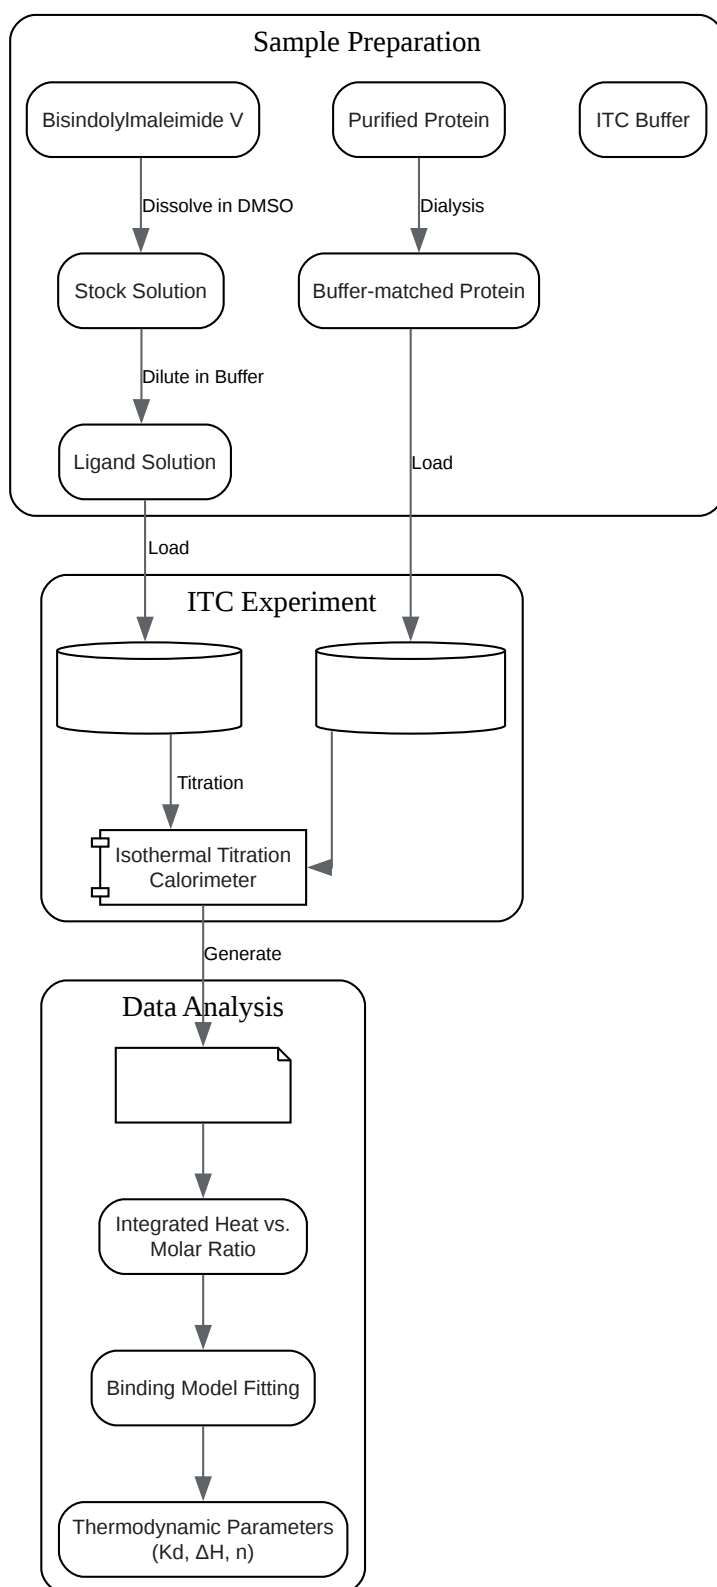 Sample Preparation
Bisindolylmaleimide V
Purified Protein
ITC Buffer
Dissolve in DMSO
Dialysis
Stock Solution
Buffer-matched Protein
Dilute in Buffer
Ligand Solution
Load
Load
ITC Experiment
Titration
Isothermal Titration
Calorimeter
Generate
Data Analysis
Integrated Heat vs.
Molar Ratio
Binding Model Fitting
Thermodynamic Parameters
(Kd, ΔH, n)